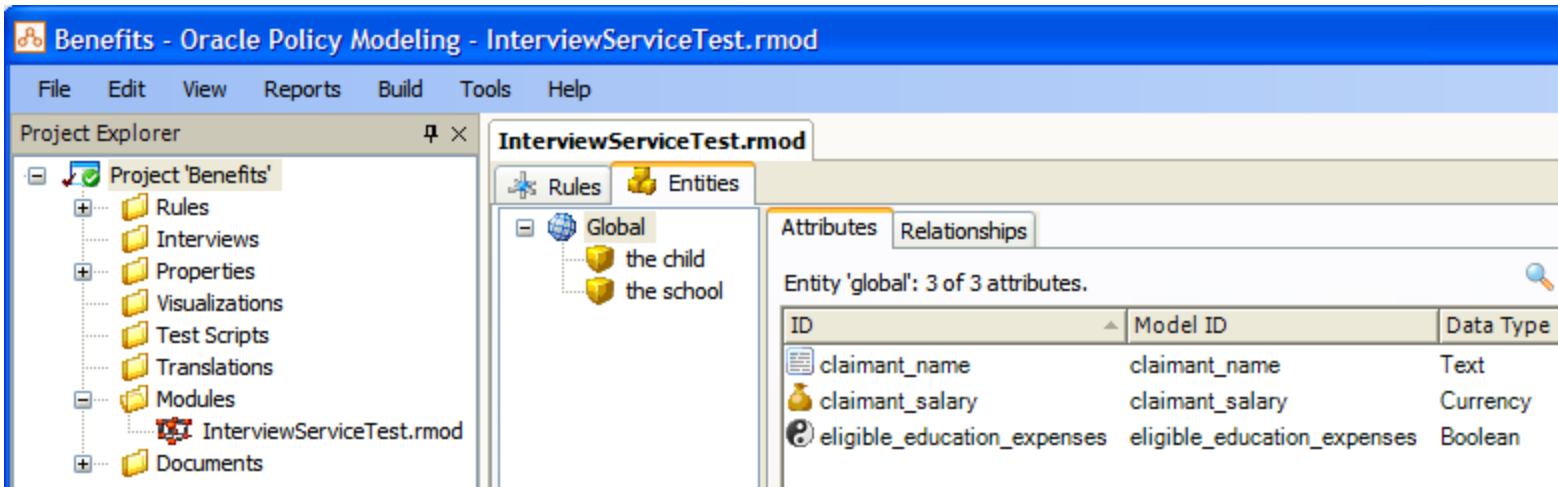 Benefits - Oracle Policy Modeling - InterviewServiceTest.rmod
File Edit View Reports Build Tools Help
Project Explorer
Project 'Benefits'
Rules
Interviews
Properties
Visualizations
Test Scripts
Translations
Modules
InterviewServiceTest.rmod
Documents
InterviewServiceTest.rmod
Rules Entities
Global
the child
the school
Attributes Relationships
Entity 'global': 3 of 3 attributes.
ID Model ID Data Type
claimant_name claimant_name Text
claimant_salary claimant_salary Currency
eligible_education_expenses eligible_education_expenses Boolean